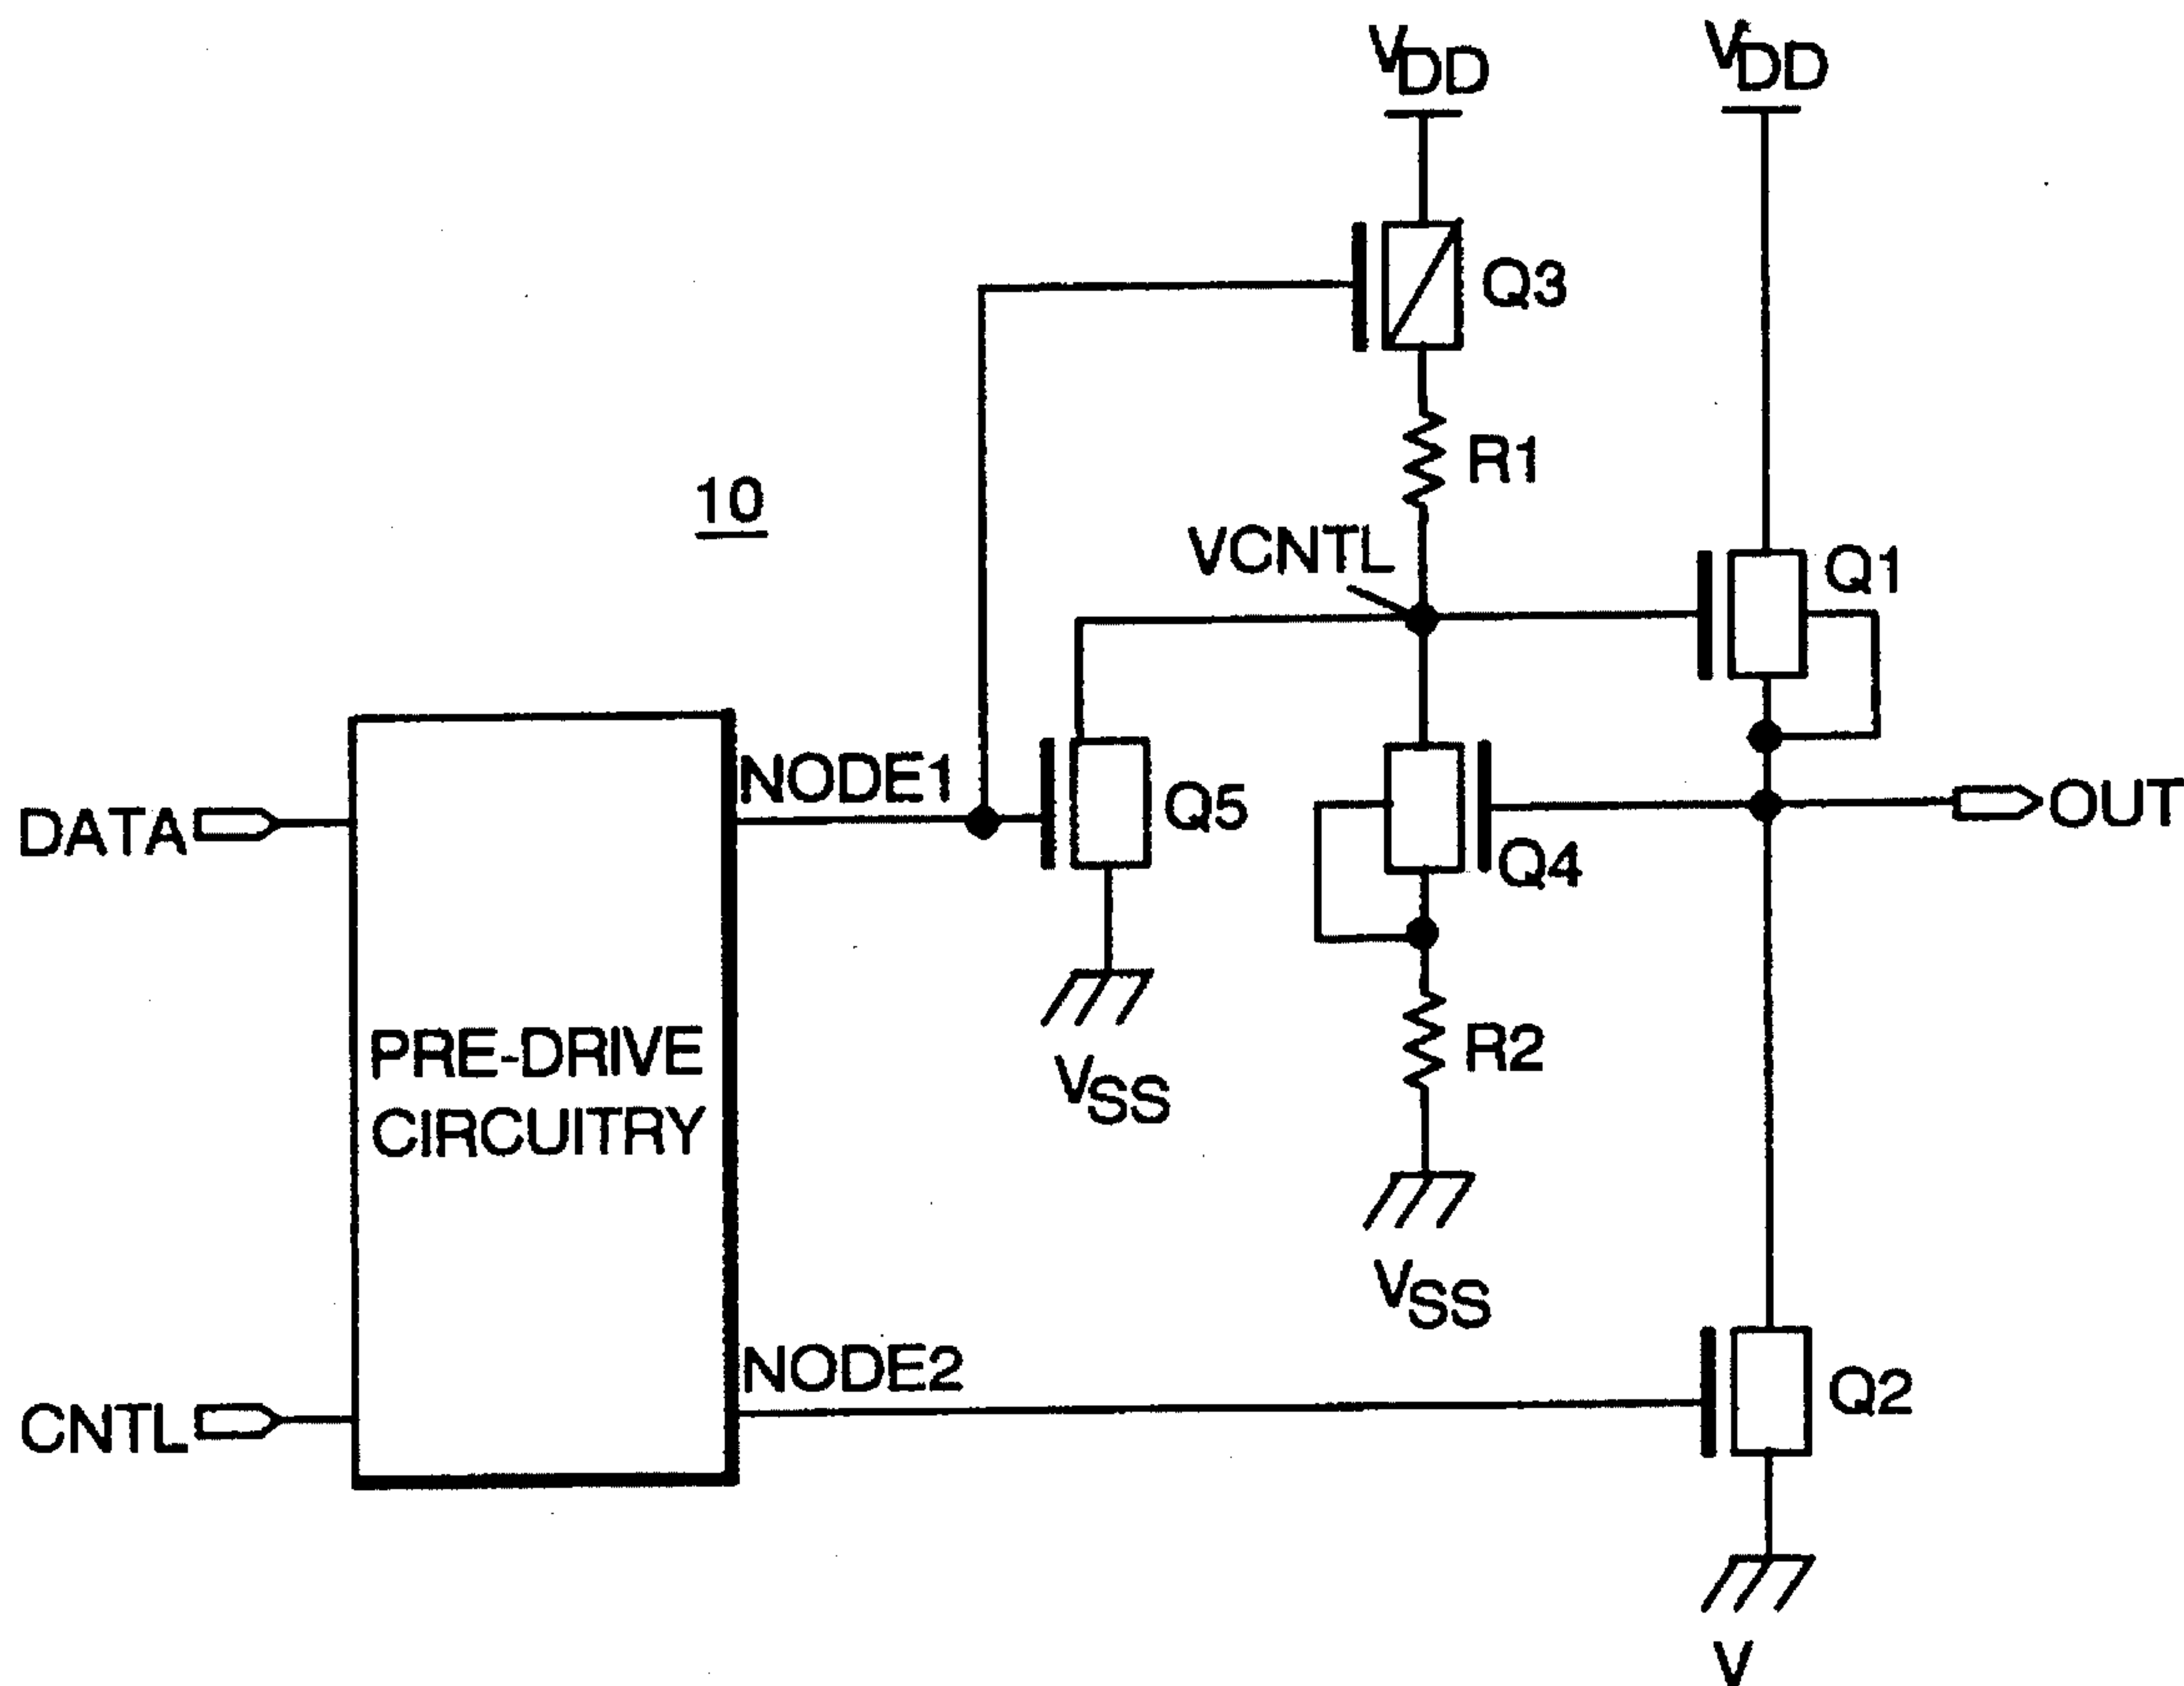 VDD
VDD
Q3
R1
10
VCNTL
Q1
NODE1
Q5
DATA
OUT
Q4
PRE-DRIVE
CIRCUITRY
R2
VSS
VSS
NODE2
Q2
CNTL
V